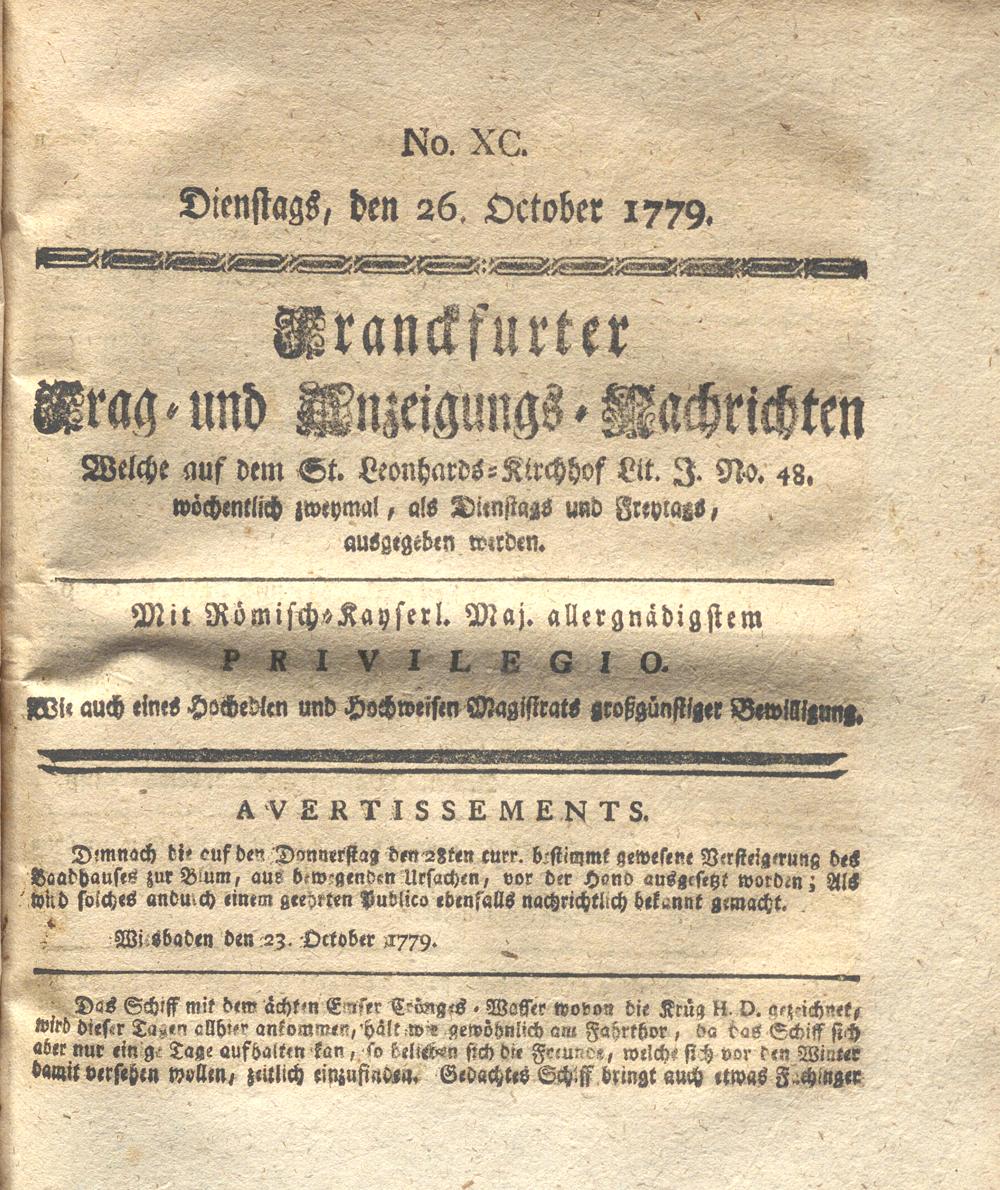 No. XC.
Dienstags, den 26. October 1779.
Franckfurter
Frag- und Anzeigungs-Nachrichten
Welche auf dem St. Leonhards-Kirchhof Lit. J. No. 48.
wöchentlich zweymal, als Dienstags und Freytags,
ausgegeben werden.
Mit Römisch-Kayserl. Maj. allergnädigstem
PRIVILEGIO.
Wie auch eines Hochedlen und Hochweisen Magistrats großgünstiger Bewilligung.
AVERTISSEMENTS.
Demnach die auf den Donnerstag den 28ten curr. bestimmt gewesene Versteigerung des
Baadhauses zur Blum, aus bewegenden Ursachen, vor der Hand ausgesetzt worden; Als
wird solches andurch einem geehrten Publico ebenfalls nachrichtlich bekannt gemacht.
Wiesbaden den 23. October 1779.
Das Schiff mit dem ächten Emser Cränges-Wasser wovon die Krüg H. D. gezeichnet,
wird dieser Tagen allhier ankommen, hält wie gewöhnlich am Fahrthor, da das Schiff sich
aber nur einige Tage aufhalten kan, so belieben sich die Freunde, welche sich vor den Winter
damit versehen wollen, zeitlich einzufinden. Gedachtes Schiff bringt auch etwas Fachinger